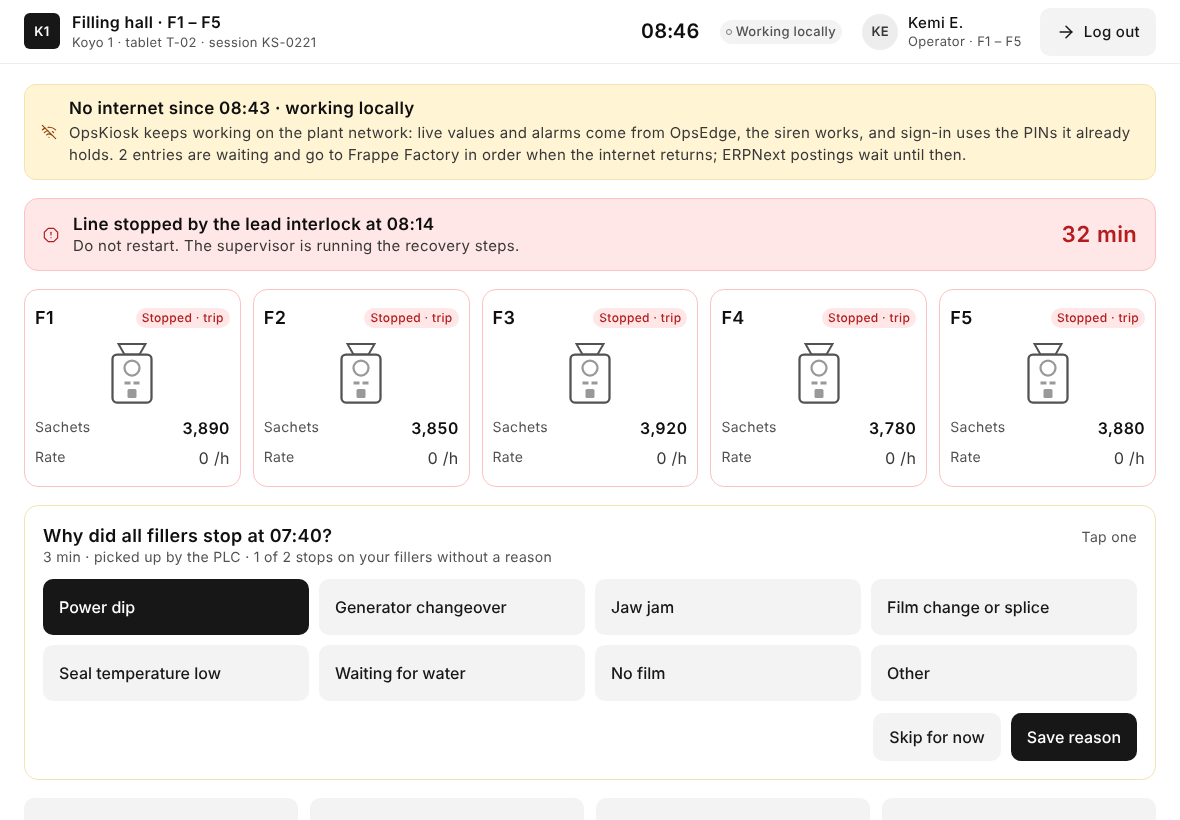 K1
Filling hall · F1 – F5
Koyo 1 · tablet T-02 · session KS-0221
08:46
Working locally
KE
Kemi E.
Operator · F1 – F5
Log out
No internet since 08:43 · working locally
OpsKiosk keeps working on the plant network: live values and alarms come from OpsEdge, the siren works, and sign-in uses the PINs it already
holds. 2 entries are waiting and go to Frappe Factory in order when the internet returns; ERPNext postings wait until then.
Line stopped by the lead interlock at 08:14
Do not restart. The supervisor is running the recovery steps.
32 min
F1 Stopped · trip
Sachets 3,890
Rate 0 /h
F2 Stopped · trip
Sachets 3,850
Rate 0 /h
F3 Stopped · trip
Sachets 3,920
Rate 0 /h
F4 Stopped · trip
Sachets 3,780
Rate 0 /h
F5 Stopped · trip
Sachets 3,880
Rate 0 /h
Why did all fillers stop at 07:40?
3 min · picked up by the PLC · 1 of 2 stops on your fillers without a reason
Tap one
Power dip
Generator changeover
Jaw jam
Film change or splice
Seal temperature low
Waiting for water
No film
Other
Skip for now
Save reason